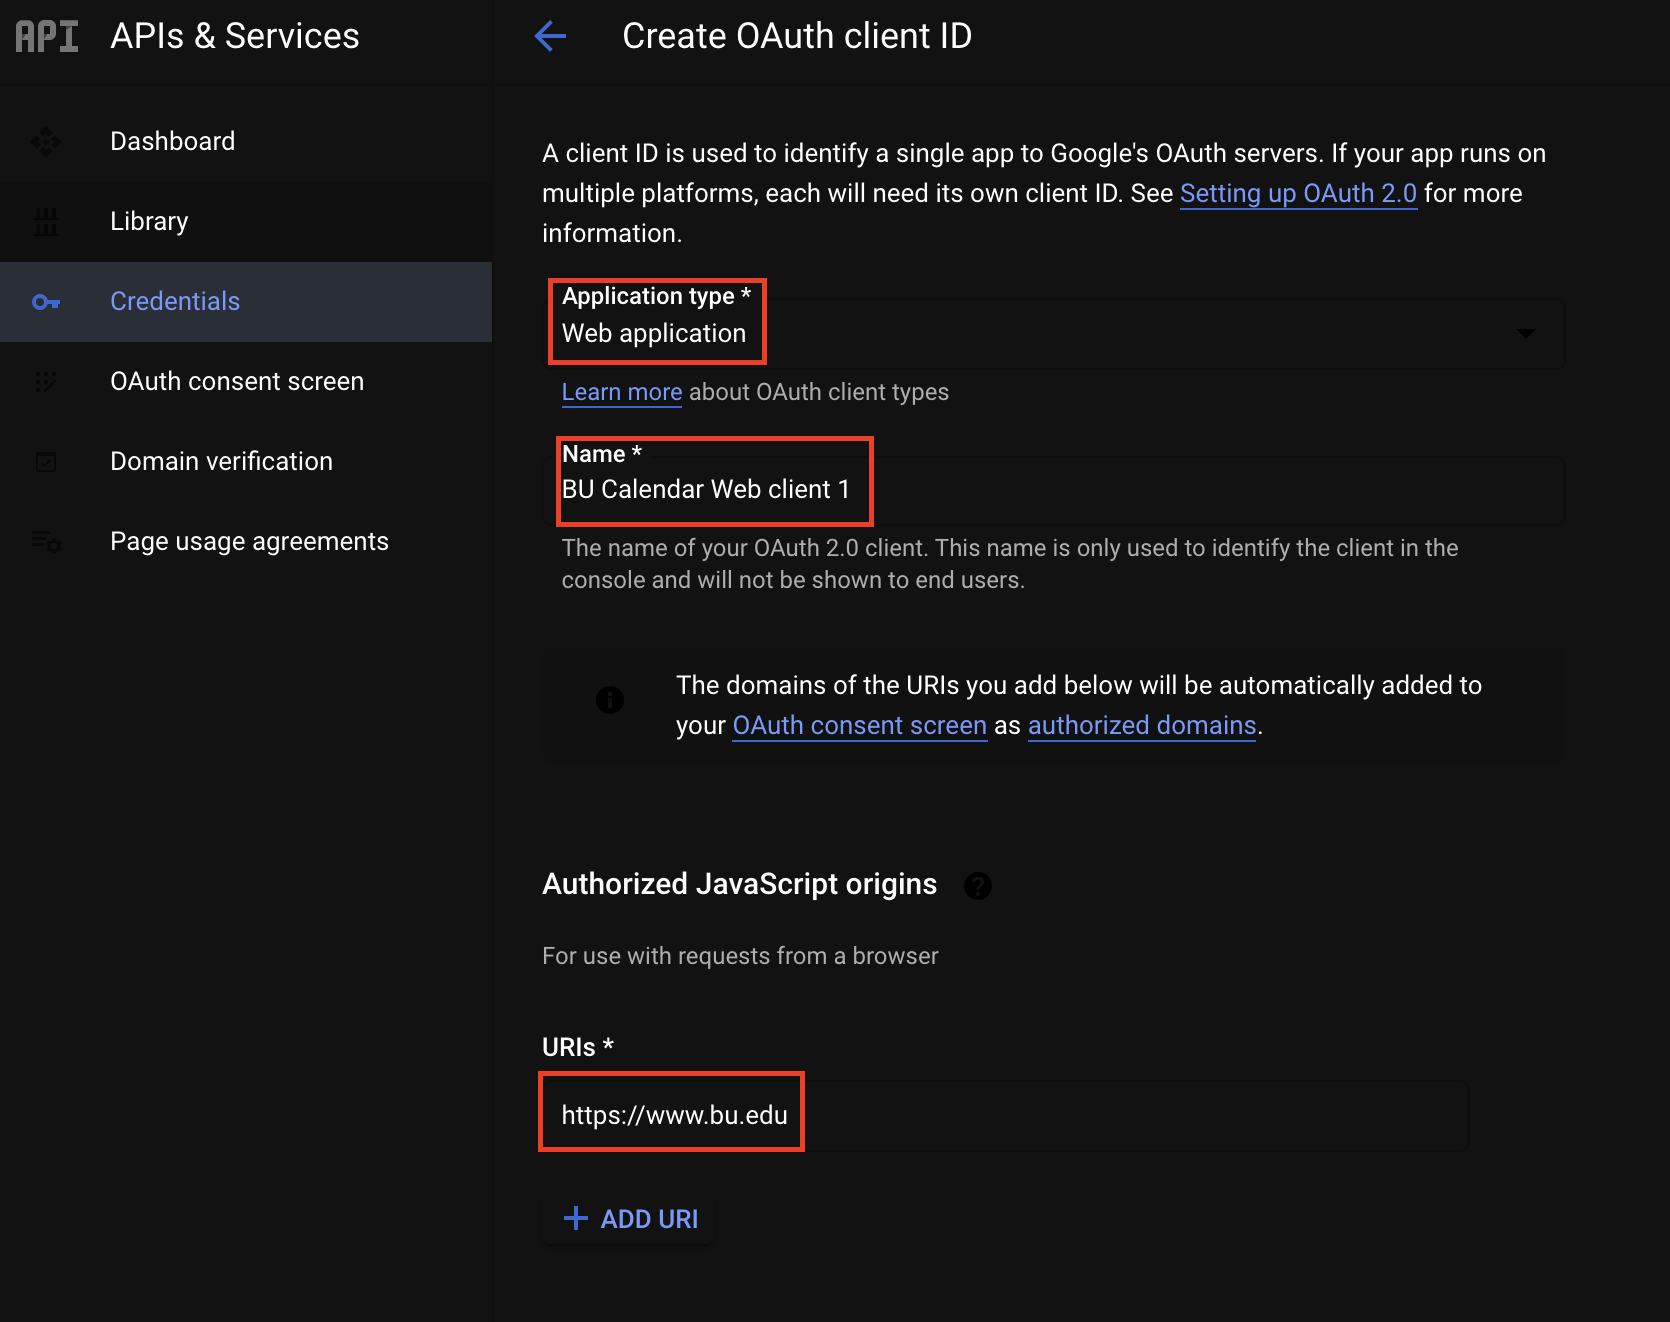 API APIs & Services
Create OAuth client ID
Dashboard
Library
Credentials
OAuth consent screen
Domain verification
Page usage agreements
A client ID is used to identify a single app to Google's OAuth servers. If your app runs on
multiple platforms, each will need its own client ID. See Setting up OAuth 2.0 for more
information.
Application type *
Web application
Learn more about OAuth client types
Name *
BU Calendar Web client 1
The name of your OAuth 2.0 client. This name is only used to identify the client in the
console and will not be shown to end users.
The domains of the URIs you add below will be automatically added to
your OAuth consent screen as authorized domains.
Authorized JavaScript origins
For use with requests from a browser
URIs *
https://www.bu.edu
ADD URI